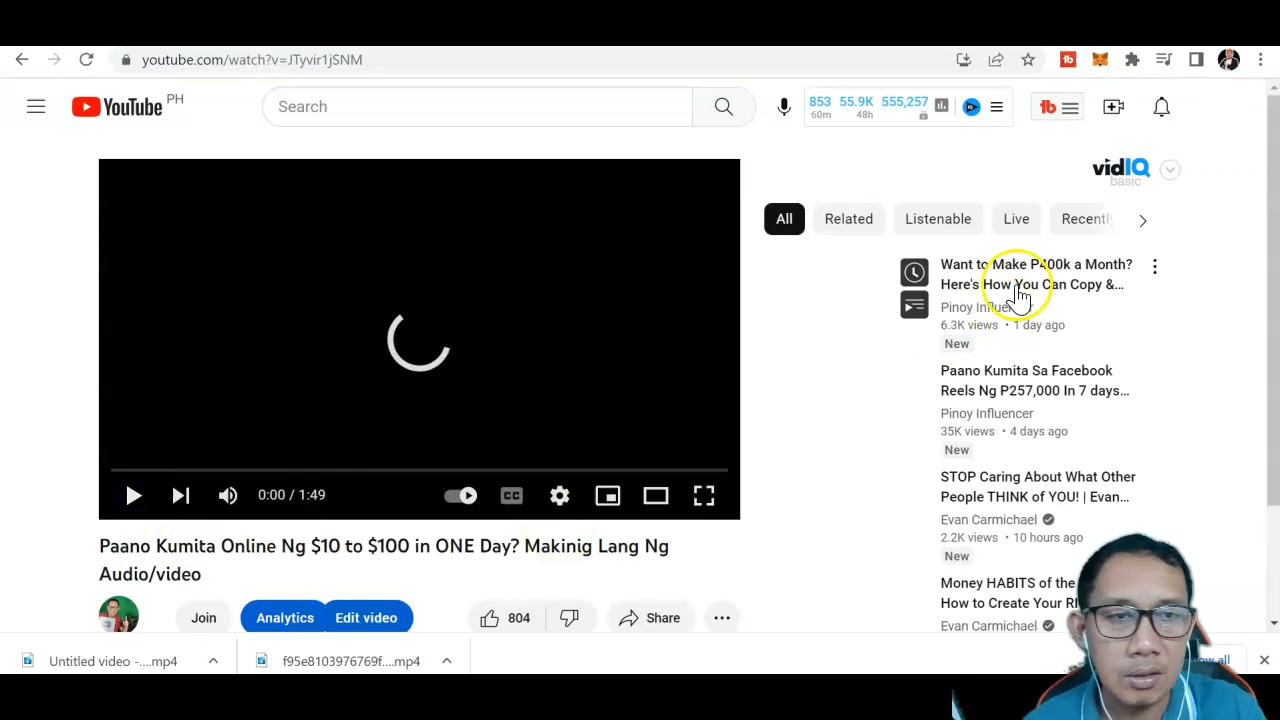 youtube.com/watch?v=JTyvir1jSNM
YouTube PH
Search
853 55.9K 555,257
60m 48h
vidIQ
basic
All Related Listenable Live Recently
Want to Make P400k a Month?
Here's How You Can Copy &...
Pinoy Influencer
6.3K views • 1 day ago
New
Paano Kumita Sa Facebook
Reels Ng P257,000 In 7 days...
Pinoy Influencer
35K views • 4 days ago
New
STOP Caring About What Other
People THINK of YOU! | Evan...
Evan Carmichael
2.2K views • 10 hours ago
New
Money HABITS of the
How to Create Your RI
Evan Carmichael
0:00 / 1:49
CC
Paano Kumita Online Ng $10 to $100 in ONE Day? Makinig Lang Ng
Audio/video
Join Analytics Edit video 804 Share
Untitled video -....mp4 f95e8103976769f....mp4 all